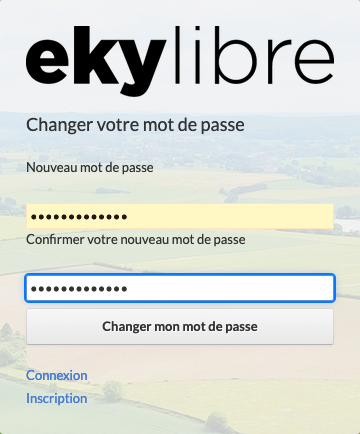 ekylibre
Changer votre mot de passe
Nouveau mot de passe
•••••••••••••
Confirmer votre nouveau mot de passe
•••••••••••••
Changer mon mot de passe
Connexion
Inscription